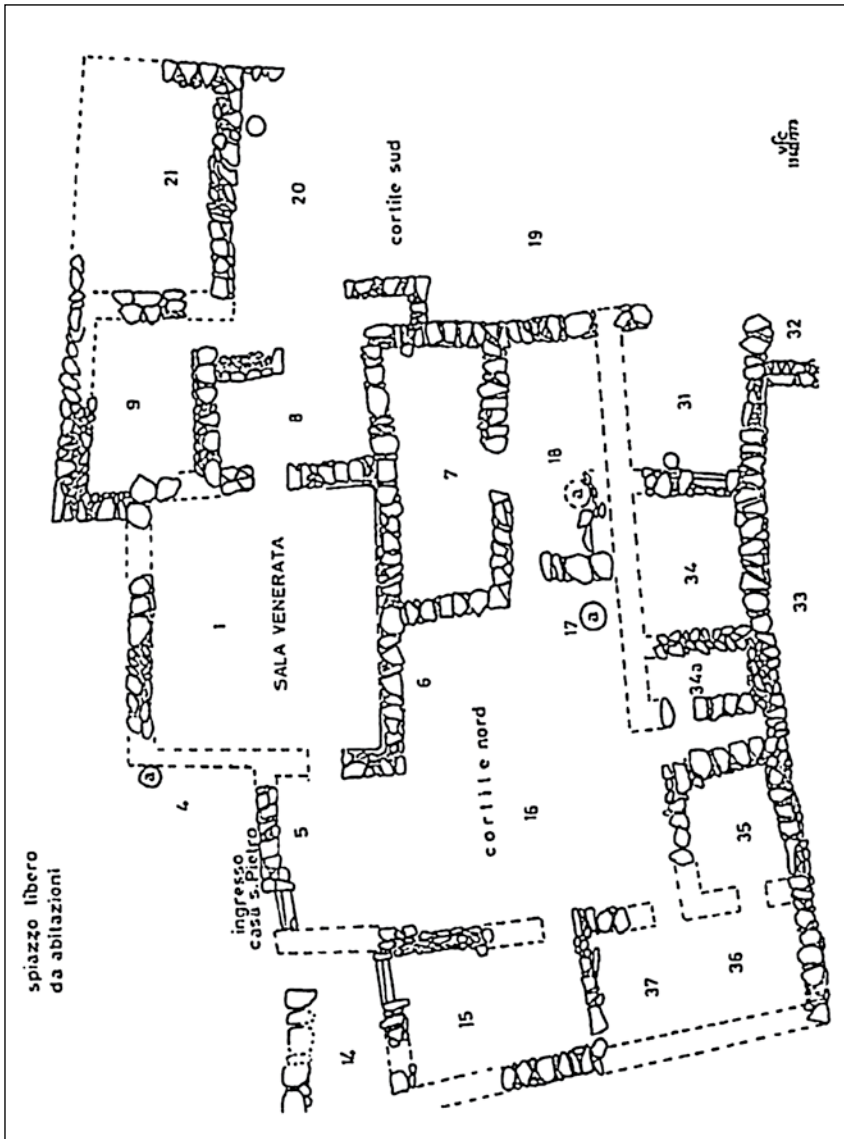 spiazzo libero
da abitazioni
21
20
cortile sud
19
9
8
7
18
a
31
32
1
SALA VENERATA
34
33
17
a
34a
6
a
4
5
cortile nord
16
35
ingresso
casa s. Pietro
15
14
37
36